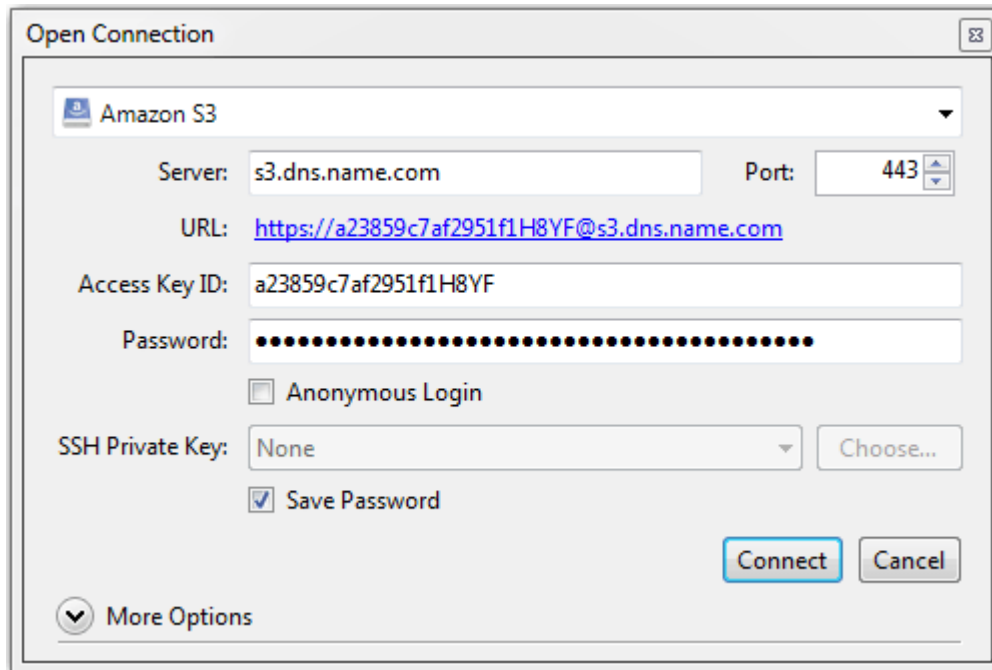 Open Connection
Amazon S3
Server: s3.dns.name.com Port: 443
URL: https://a23859c7af2951f1H8YF@s3.dns.name.com
Access Key ID: a23859c7af2951f1H8YF
Password: ••••••••••••••••••••••••••••••••••••••••
Anonymous Login
SSH Private Key: None Choose...
Save Password
Connect Cancel
More Options